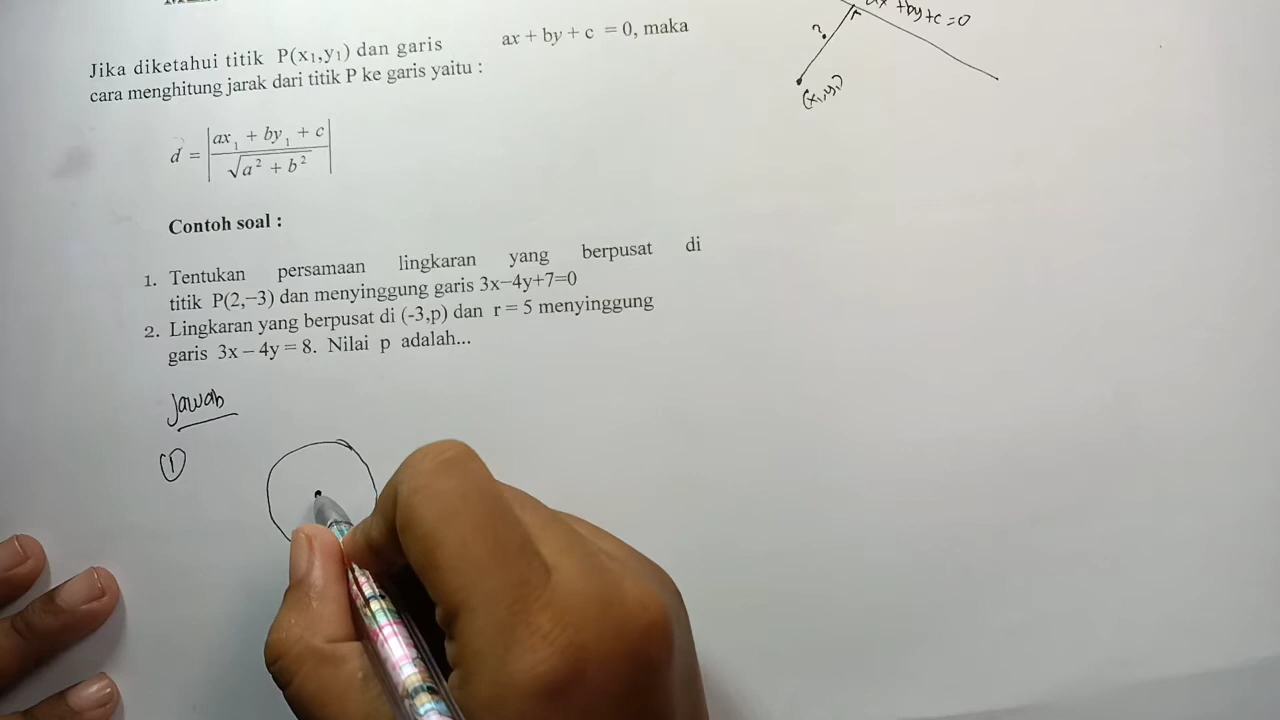 Jika diketahui titik P(x₁,y₁) dan garis ax + by + c = 0, maka
cara menghitung jarak dari titik P ke garis yaitu :
d = |(ax₁ + by₁ + c)/√(a² + b²)|
Contoh soal :
1. Tentukan persamaan lingkaran yang berpusat di
titik P(2,−3) dan menyinggung garis 3x−4y+7=0
2. Lingkaran yang berpusat di (-3,p) dan r = 5 menyinggung
garis 3x – 4y = 8. Nilai p adalah...
Jawab
①
ax +by+c =0
?
(x₁,y₁)